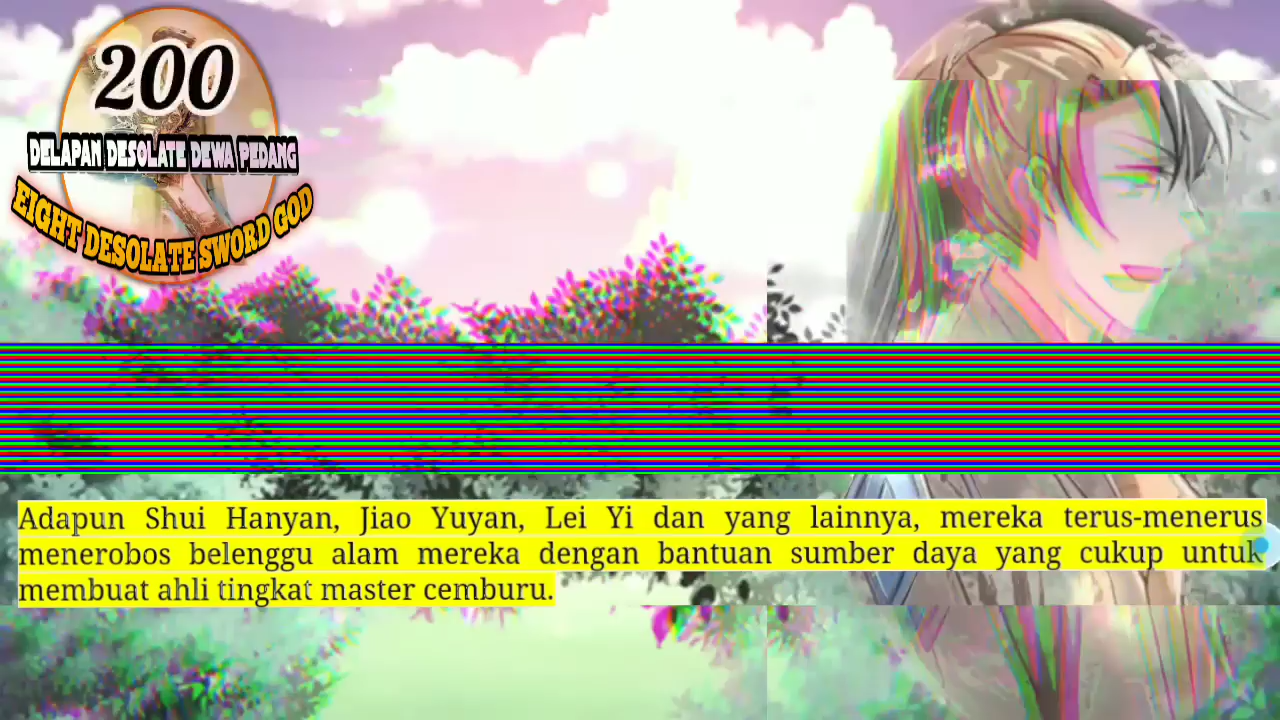 200
DELAPAN DESOLATE DEWA PEDANG
EIGHT DESOLATE SWORD GOD
Adapun Shui Hanyan, Jiao Yuyan, Lei Yi dan yang lainnya, mereka terus-menerus
menerobos belenggu alam mereka dengan bantuan sumber daya yang cukup untuk
membuat ahli tingkat master cemburu.